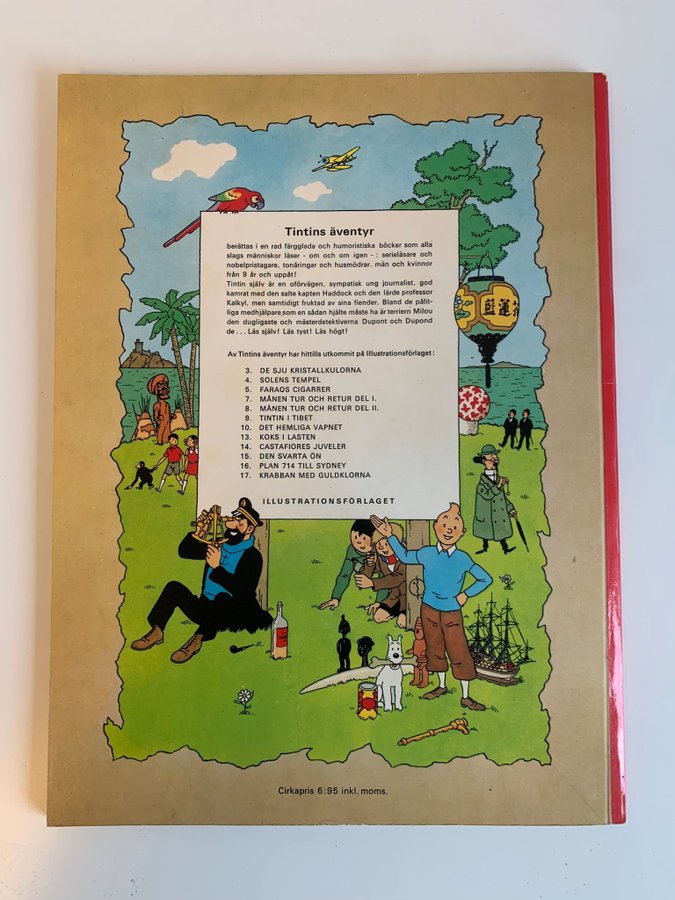 Tintins äventyr
berättas i en rad färgglada och humoristiska böcker som alla
slags människor läser - om och om igen - : serieläsare och
nobelpristagare, tonåringar och husmödrar. män och kvinnor
från 9 år och uppåt!
Tintin själv är en oförvägen, sympatisk ung journalist, god
kamrat med den salte kapten Haddock och den lärde professor
Kalkyl, man samtidigt fruktad av sina fiender. Bland de pålit-
liga medhjälpare,som en sådan hjälte måste ha är terriern Milou
den dugligaste och mästerdetektiverna Dupont och Dupond
de... Läs själv! Läs tyst! Läs högt!
Av Tintins äventyr har hittills utkommit på Illustrationsförlaget:
3. DE SJU KRISTALLKULORNA
4. SOLENS TEMPEL
5. FARAOS CIGARRER
7. MÅNEN TUR OCH RETUR DEL I.
8. MÅNEN TUR OCH RETUR DEL II.
9. TINTIN I TIBET
10. DET HEMLIGA VAPNET
13. KOKS I LASTEN
14. CASTAFIORES JUVELER
15. DEN SVARTA ÖN
16. PLAN 714 TILL SYDNEY
17. KRABBAN MED GULDKLORNA
ILLUSTRATIONSFÖRLAGET
Cirkapris 6:95 inkl. moms.